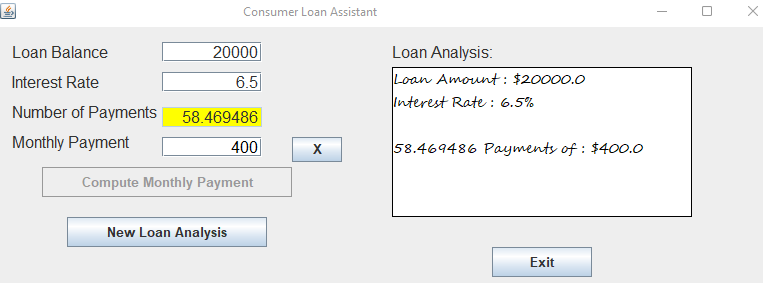 Consumer Loan Assistant
Loan Balance 20000
Interest Rate 6.5
Number of Payments 58.469486
Monthly Payment 400 X
Compute Monthly Payment
New Loan Analysis
Loan Analysis:
Loan Amount : $20000.0
Interest Rate : 6.5%
58.469486 Payments of : $400.0
Exit